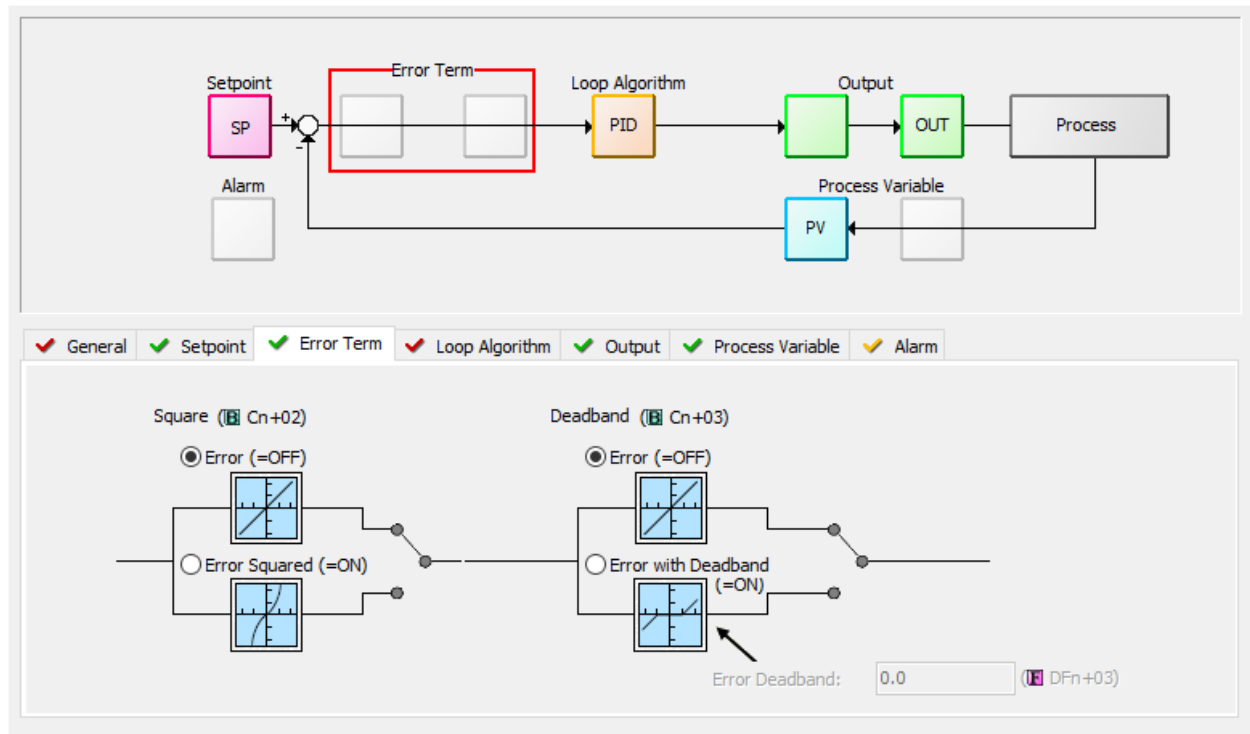 Error Term
Setpoint
Loop Algorithm
Output
SP
+
-
PID
OUT
Process
Alarm
Process Variable
PV
General
Setpoint
Error Term
Loop Algorithm
Output
Process Variable
Alarm
Square (B Cn+02)
Deadband (B Cn+03)
Error (=OFF)
Error (=OFF)
Error Squared (=ON)
Error with Deadband
(=ON)
Error Deadband: 0.0 (F DFn+03)